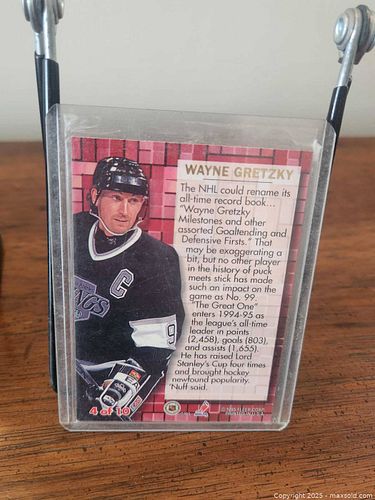 WAYNE GRETZKY
The NHL could rename its
all-time record book...
"Wayne Gretzky
Milestones and other
assorted Goaltending and
Defensive Firsts." That
may be exaggerating a
bit, but no other player
in the history of puck
meets stick has made
such an impact on the
game as No. 99.
"The Great One"
enters 1994-95 as
the league's all-time
leader in points
(2,458), goals (803),
and assists (1,655).
He has raised Lord
Stanley's Cup four times
and brought hockey
newfound popularity.
'Nuff said.
C
KINGS
9
4 of 10
Copyright 2025 - maxsold.com